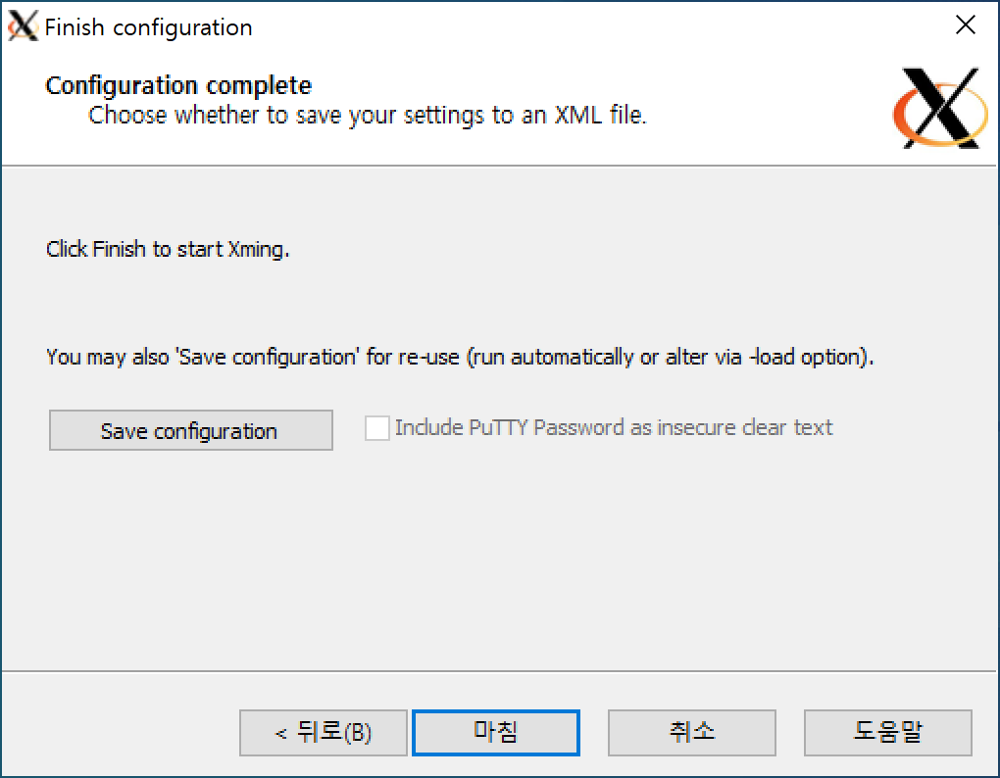 Finish configuration
Configuration complete
Choose whether to save your settings to an XML file.
Click Finish to start Xming.
You may also 'Save configuration' for re-use (run automatically or alter via -load option).
Save configuration
Include PuTTY Password as insecure clear text
< 뒤로(B)
마침
취소
도움말